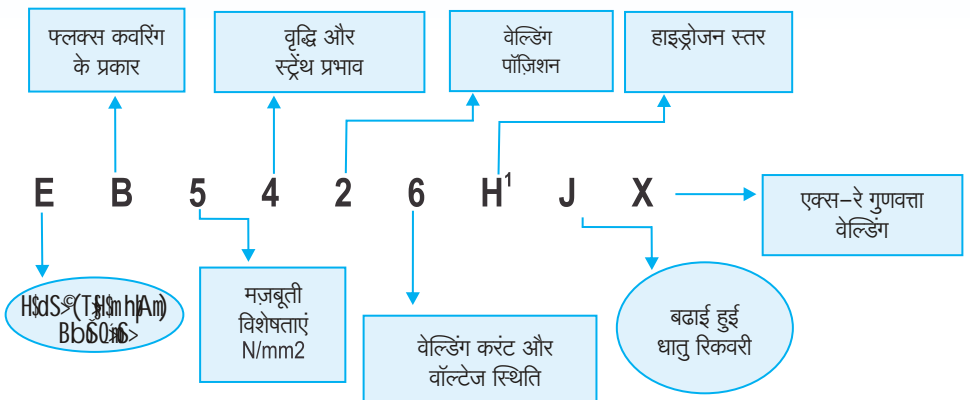 फ्लक्स कवरिंग
के प्रकार
वृद्धि और
स्ट्रेंथ प्रभाव
वेल्डिंग
पॉज़िशन
हाइड्रोजन स्तर
E B 5 4 2 6 H¹ J X
एक्स-रे गुणवत्ता
वेल्डिंग
मज़बूती
विशेषताएं
N/mm2
वेल्डिंग करंट और
वॉल्टेज स्थिति
बढाई हुई
धातु रिकवरी